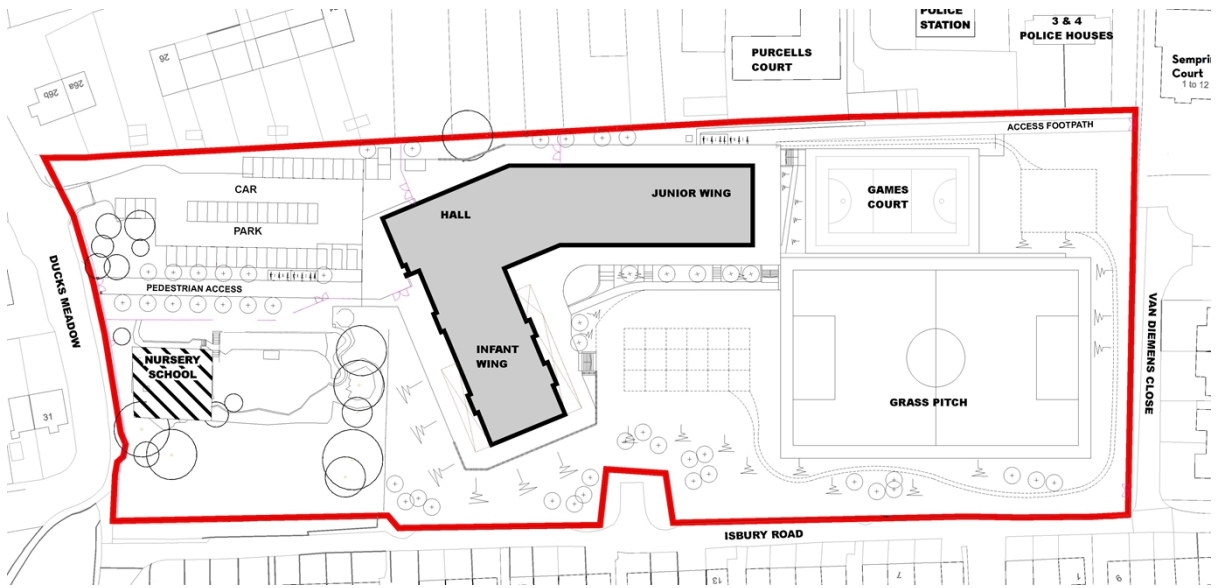 POLICE
STATION
3 & 4
POLICE HOUSES
PURCELLS
COURT
Court
1 to 12
26
26a
26b
ACCESS FOOTPATH
CAR
PARK
HALL
JUNIOR WING
GAMES
COURT
PEDESTRIAN ACCESS
DUCKS MEADOW
NURSERY
SCHOOL
INFANT
WING
GRASS PITCH
VAN DIEMENS CLOSE
31
ISBURY ROAD
13
7
1
9